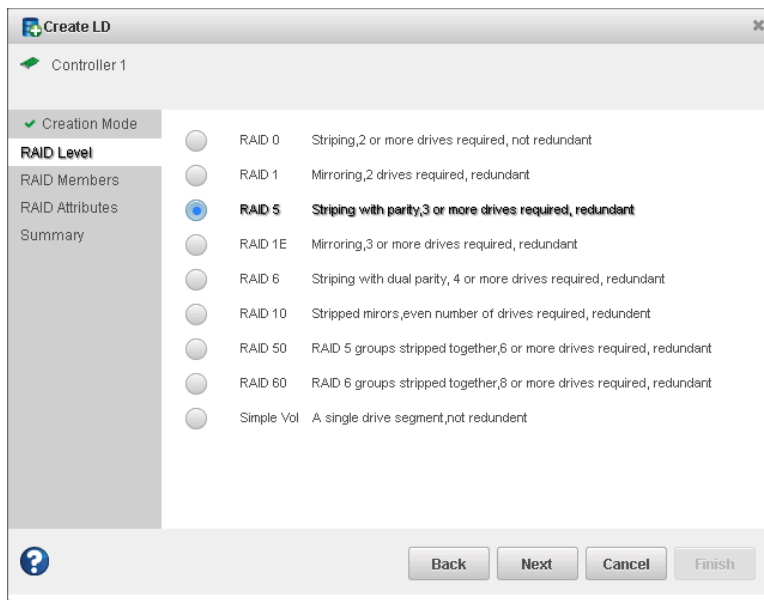 Create LD
Controller 1
Creation Mode
RAID Level
RAID Members
RAID Attributes
Summary
RAID 0 Striping,2 or more drives required, not redundant
RAID 1 Mirroring,2 drives required, redundant
RAID 5 Striping with parity,3 or more drives required, redundant
RAID 1E Mirroring,3 or more drives required, redundant
RAID 6 Striping with dual parity, 4 or more drives required, redundant
RAID 10 Stripped mirors,even number of drives required, redundent
RAID 50 RAID 5 groups stripped together,6 or more drives required, redundant
RAID 60 RAID 6 groups stripped together,8 or more drives required, redundant
Simple Vol A single drive segment,not redundent
? Back Next Cancel Finish